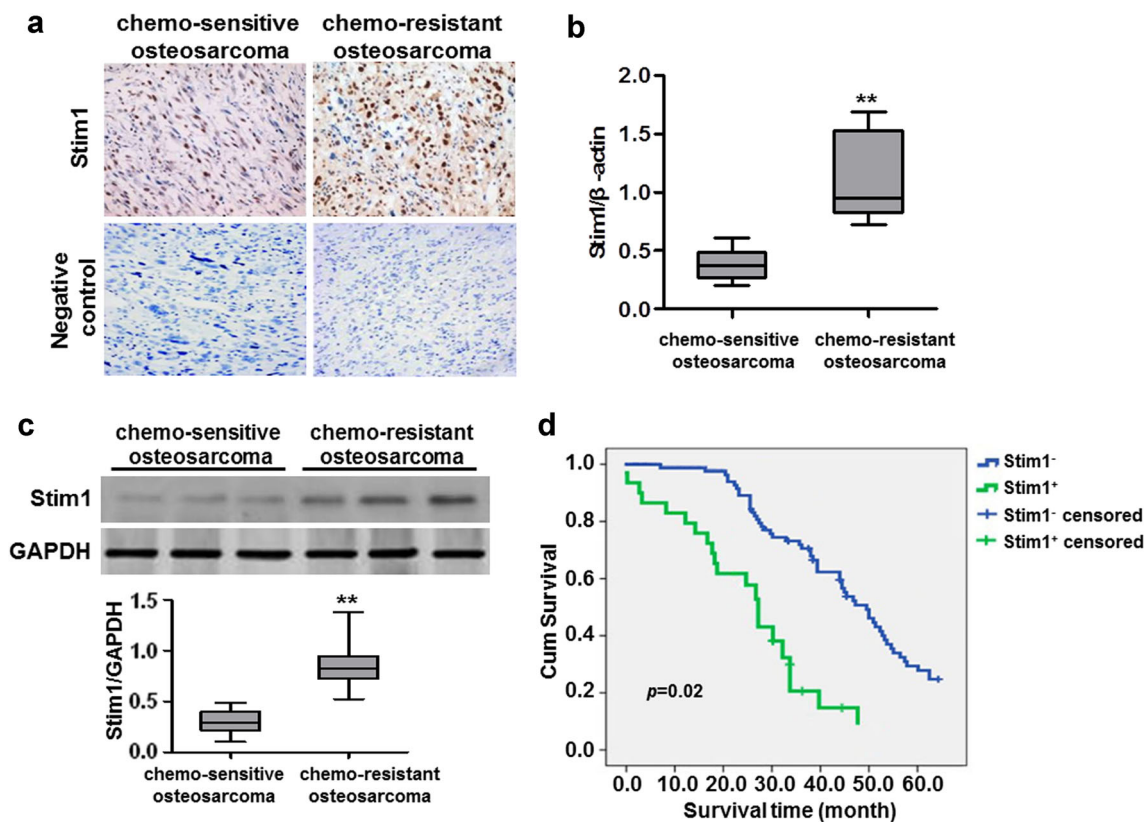 a
chemo-sensitive
osteosarcoma
chemo-resistant
osteosarcoma
Stim1
Negative
control
b
Stim1/β -actin
2.0
1.5
1.0
0.5
0.0
**
chemo-sensitive
osteosarcoma
chemo-resistant
osteosarcoma
c
chemo-sensitive
osteosarcoma
chemo-resistant
osteosarcoma
Stim1
GAPDH
Stim1/GAPDH
1.5
1.0
0.5
0.0
**
chemo-sensitive
osteosarcoma
chemo-resistant
osteosarcoma
d
Cum Survival
1.0
0.8
0.6
0.4
0.2
0.0
p=0.02
0.0 10.0 20.0 30.0 40.0 50.0 60.0
Survival time (month)
Stim1⁻
Stim1⁺
Stim1⁻ censored
Stim1⁺ censored